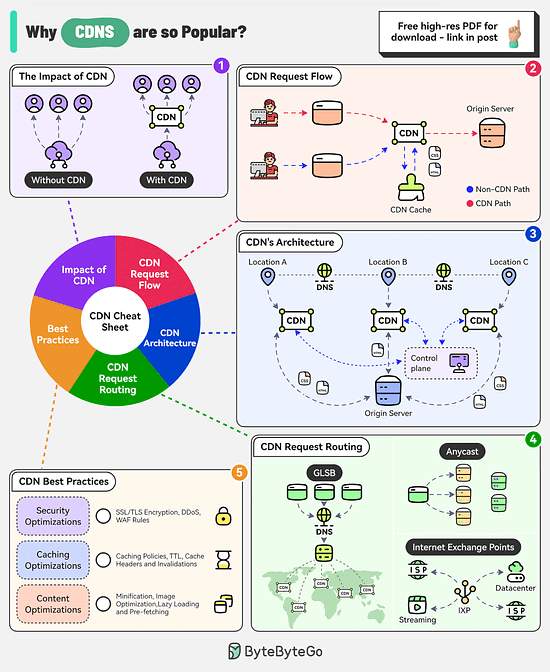 Why CDNS are so Popular?
Free high-res PDF for
download - link in post
The Impact of CDN
1
CDN
Without CDN
With CDN
CDN Request Flow
2
Origin Server
CDN
CSS
HTML
CDN Cache
Non-CDN Path
CDN Path
CDN's Architecture
3
Location A
Location B
Location C
DNS
DNS
CDN
CDN
CDN
HTML
Control
plane
CSS
HTML
CSS
HTML
Origin Server
Impact of
CDN
CDN
Request
Flow
CDN
Architecture
CDN
Request
Routing
Best
Practices
CDN Cheat
Sheet
CDN Request Routing
4
GLSB
DNS
CDN
CDN
CDN
CDN
CDN
Anycast
Internet Exchange Points
ISP
Datacenter
IXP
Streaming
ISP
CDN Best Practices
5
Security
Optimizations
SSL/TLS Encryption, DDoS,
WAF Rules
Caching
Optimizations
Caching Policies, TTL, Cache
Headers and Invalidations
Content
Optimizations
Minification, Image
Optimization,Lazy Loading
and Pre-fetching
ByteByteGo